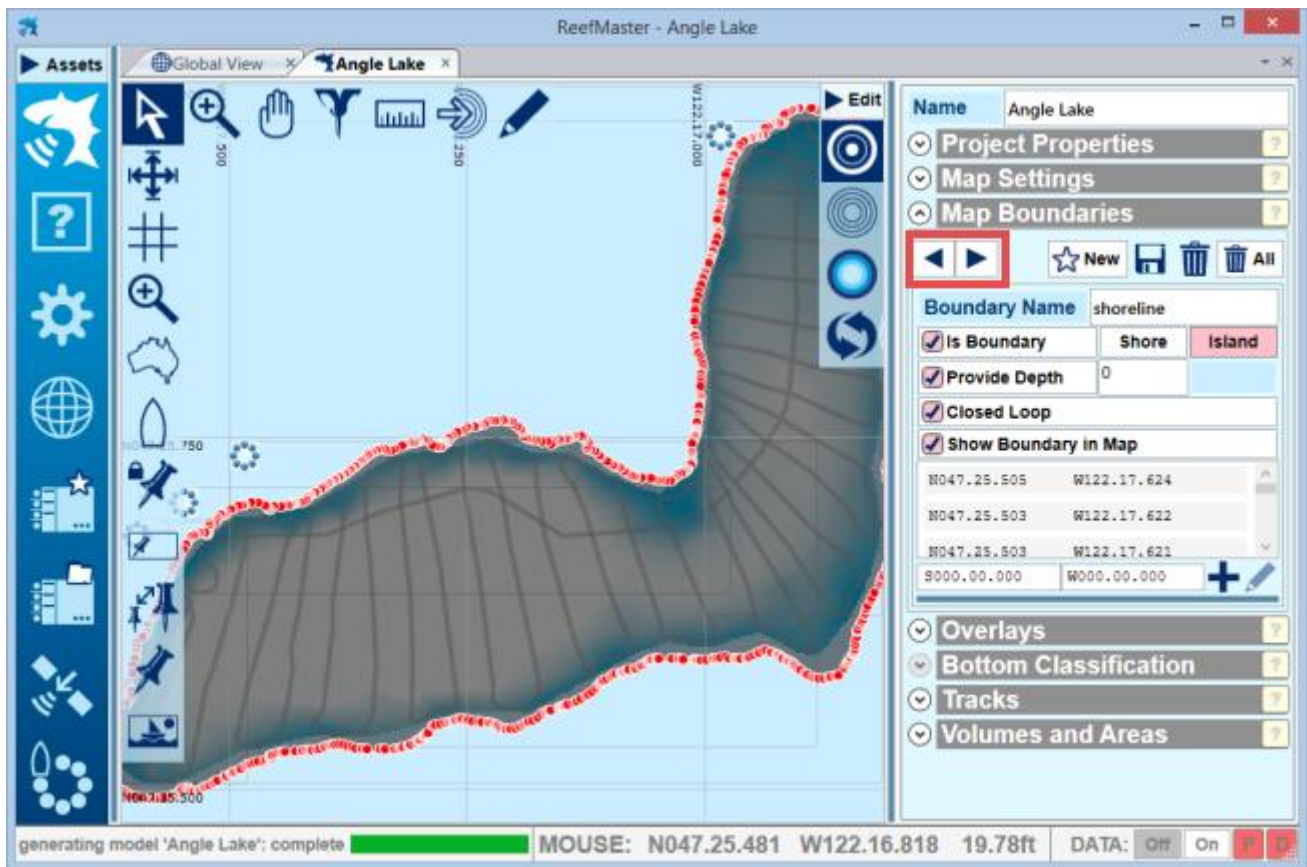 ReefMaster - Angle Lake
Assets
Global View
Angle Lake
500
250
W122.17.000
Edit
Name Angle Lake
Project Properties ?
Map Settings ?
Map Boundaries ?
New All
Boundary Name shoreline
Is Boundary Shore Island
Provide Depth 0
Closed Loop
Show Boundary in Map
N047.25.505 W122.17.624
N047.25.503 W122.17.622
N047.25.503 W122.17.621
S000.00.000 W000.00.000
Overlays ?
Bottom Classification ?
Tracks ?
Volumes and Areas ?
?
N047.25.500
generating model 'Angle Lake': complete
MOUSE: N047.25.481 W122.16.818 19.78ft
DATA: Off On P D